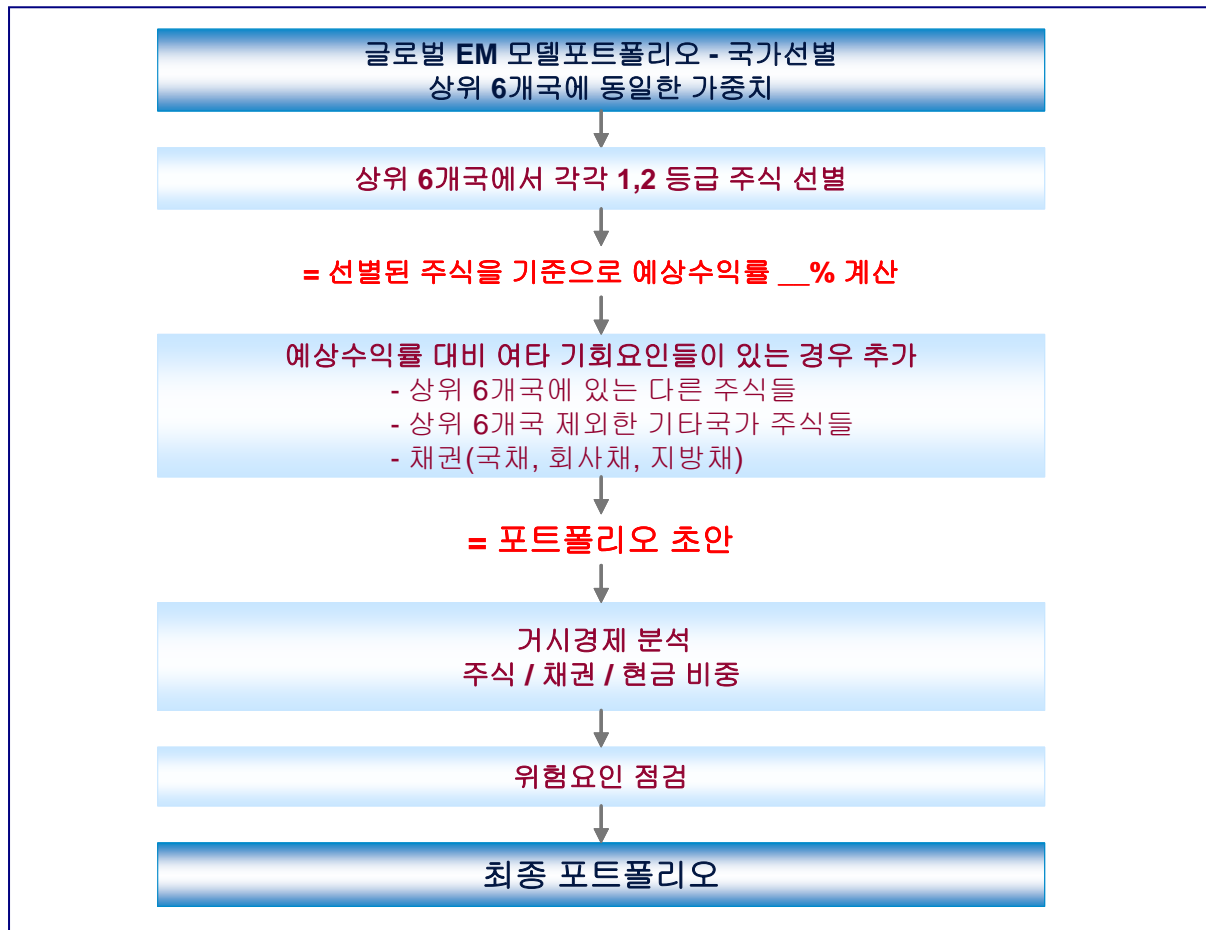 글로벌 EM 모델포트폴리오 - 국가선별
상위 6개국에 동일한 가중치
상위 6개국에서 각각 1,2 등급 주식 선별
= 선별된 주식을 기준으로 예상수익률 __% 계산
예상수익률 대비 여타 기회요인들이 있는 경우 추가
- 상위 6개국에 있는 다른 주식들
- 상위 6개국 제외한 기타국가 주식들
- 채권(국채, 회사채, 지방채)
= 포트폴리오 초안
거시경제 분석
주식 / 채권 / 현금 비중
위험요인 점검
최종 포트폴리오